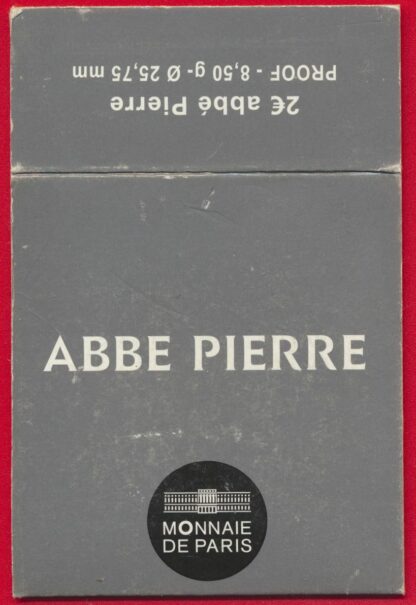 2€ abbé Pierre
PROOF - 8,50 g - Ø 25,75 mm
ABBE PIERRE
MONNAIE
DE PARIS